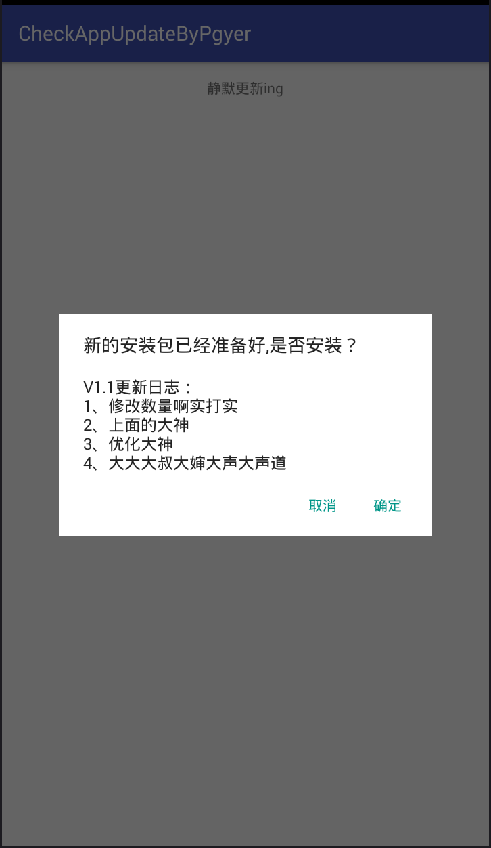 CheckAppUpdateByPgyer
静默更新ing
新的安装包已经准备好,是否安装？
V1.1更新日志：
1、修改数量啊实打实
2、上面的大神
3、优化大神
4、大大大叔大婶大声大声道
取消 确定